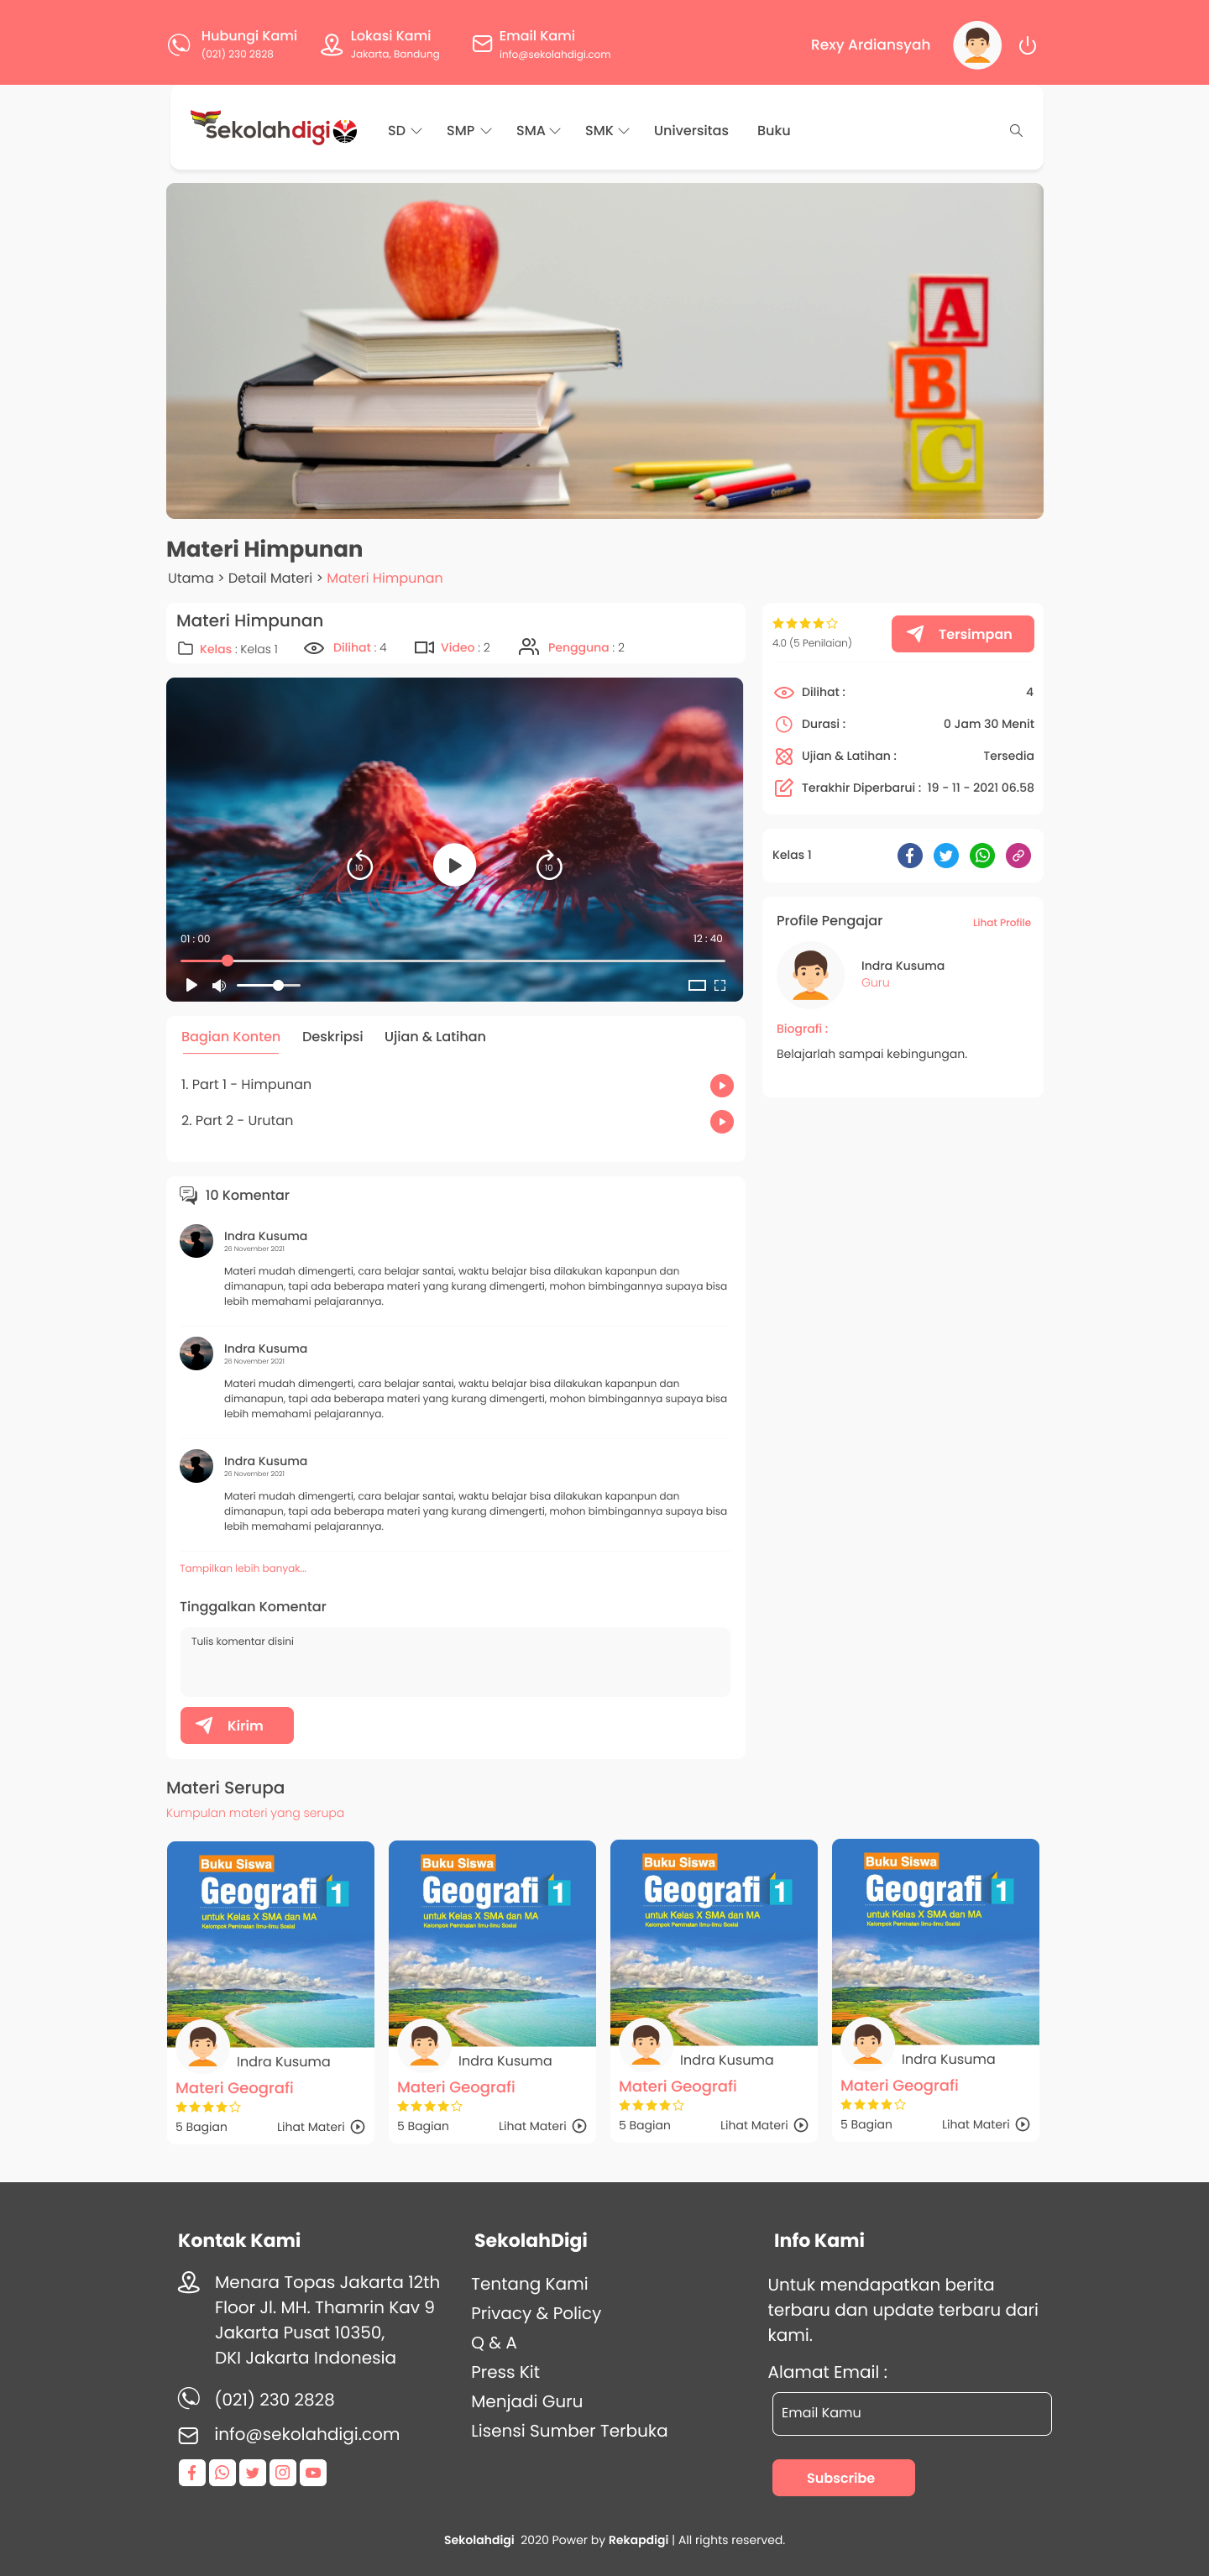 Hubungi Kami
(021) 230 2828
Lokasi Kami
Jakarta, Bandung
Email Kami
info@sekolahdigi.com
Rexy Ardiansyah
sekolahdigi
SD
SMP
SMA
SMK
Universitas
Buku
A
B
C
Materi Himpunan
Utama > Detail Materi > Materi Himpunan
Materi Himpunan
Kelas : Kelas 1
Dilihat : 4
Video : 2
Pengguna : 2
4.0 (5 Penilaian)
Tersimpan
Dilihat : 4
Durasi : 0 Jam 30 Menit
Ujian & Latihan : Tersedia
Terakhir Diperbarui : 19 - 11 - 2021 06.58
10
10
01 : 00
12 : 40
Kelas 1
Profile Pengajar
Lihat Profile
Indra Kusuma
Guru
Biografi :
Belajarlah sampai kebingungan.
Bagian Konten
Deskripsi
Ujian & Latihan
1. Part 1 - Himpunan
2. Part 2 - Urutan
10 Komentar
Indra Kusuma
26 November 2021
Materi mudah dimengerti, cara belajar santai, waktu belajar bisa dilakukan kapanpun dan
dimanapun, tapi ada beberapa materi yang kurang dimengerti, mohon bimbingannya supaya bisa
lebih memahami pelajarannya.
Indra Kusuma
26 November 2021
Materi mudah dimengerti, cara belajar santai, waktu belajar bisa dilakukan kapanpun dan
dimanapun, tapi ada beberapa materi yang kurang dimengerti, mohon bimbingannya supaya bisa
lebih memahami pelajarannya.
Indra Kusuma
26 November 2021
Materi mudah dimengerti, cara belajar santai, waktu belajar bisa dilakukan kapanpun dan
dimanapun, tapi ada beberapa materi yang kurang dimengerti, mohon bimbingannya supaya bisa
lebih memahami pelajarannya.
Tampilkan lebih banyak...
Tinggalkan Komentar
Tulis komentar disini
Kirim
Materi Serupa
Kumpulan materi yang serupa
Buku Siswa
Geografi 1
untuk Kelas X SMA dan MA
Kelompok Peminatan Ilmu-Ilmu Sosial
Indra Kusuma
Materi Geografi
5 Bagian
Lihat Materi
Buku Siswa
Geografi 1
untuk Kelas X SMA dan MA
Kelompok Peminatan Ilmu-Ilmu Sosial
Indra Kusuma
Materi Geografi
5 Bagian
Lihat Materi
Buku Siswa
Geografi 1
untuk Kelas X SMA dan MA
Kelompok Peminatan Ilmu-Ilmu Sosial
Indra Kusuma
Materi Geografi
5 Bagian
Lihat Materi
Buku Siswa
Geografi 1
untuk Kelas X SMA dan MA
Kelompok Peminatan Ilmu-Ilmu Sosial
Indra Kusuma
Materi Geografi
5 Bagian
Lihat Materi
Kontak Kami
Menara Topas Jakarta 12th
Floor Jl. MH. Thamrin Kav 9
Jakarta Pusat 10350,
DKI Jakarta Indonesia
(021) 230 2828
info@sekolahdigi.com
SekolahDigi
Tentang Kami
Privacy & Policy
Q & A
Press Kit
Menjadi Guru
Lisensi Sumber Terbuka
Info Kami
Untuk mendapatkan berita
terbaru dan update terbaru dari
kami.
Alamat Email :
Email Kamu
Subscribe
Sekolahdigi 2020 Power by Rekapdigi | All rights reserved.